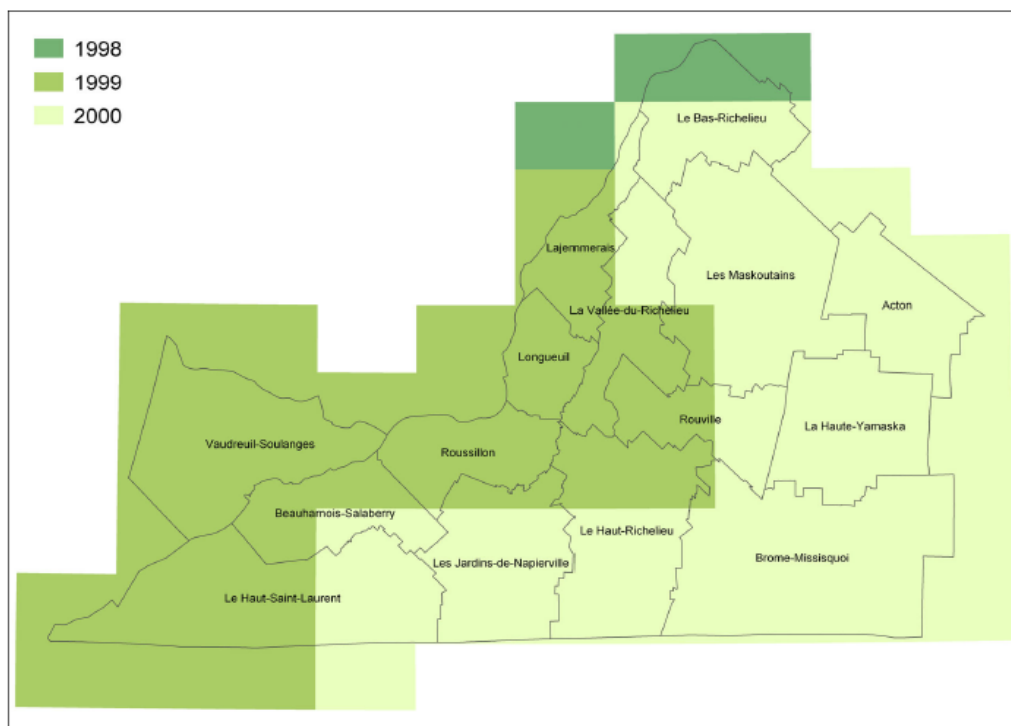 1998
1999
2000
Le Bas-Richelieu
Lajemmerais
Les Maskoutains
Acton
La Vallée-du-Richelieu
Longueuil
Rouville
La Haute-Yamaska
Vaudreuil-Soulanges
Roussillon
Beauharnois-Salaberry
Le Haut-Richelieu
Les Jardins-de-Napierville
Brome-Missisquoi
Le Haut-Saint-Laurent